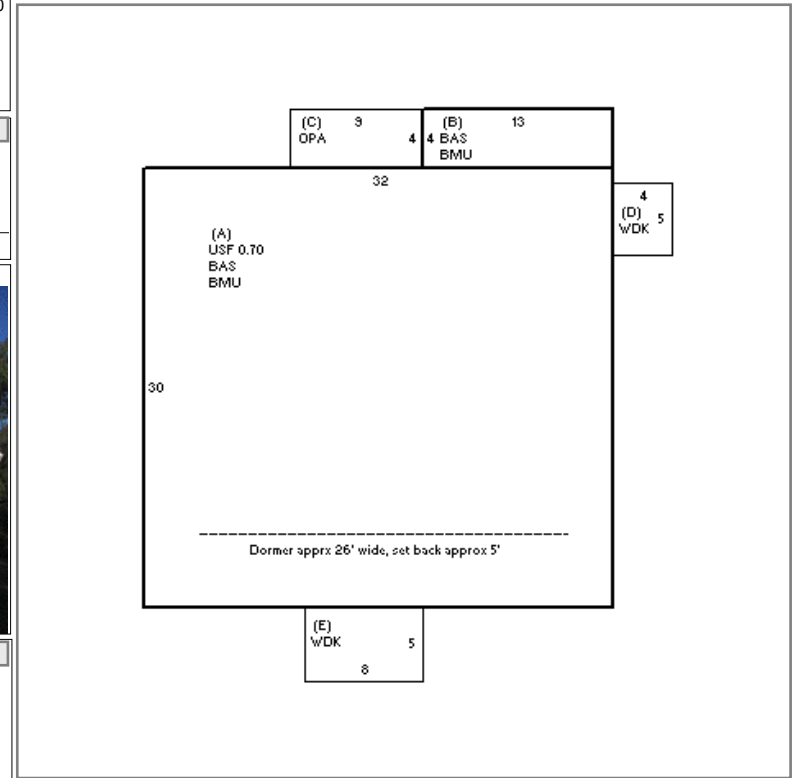 (C) 9
OPA 4
(B) 13
4 BAS
BMU
32
4
(D) 5
WDK
(A)
USF 0.70
BAS
BMU
30
Dormer apprx 26' wide, set back approx 5'
(E)
WDK 5
8